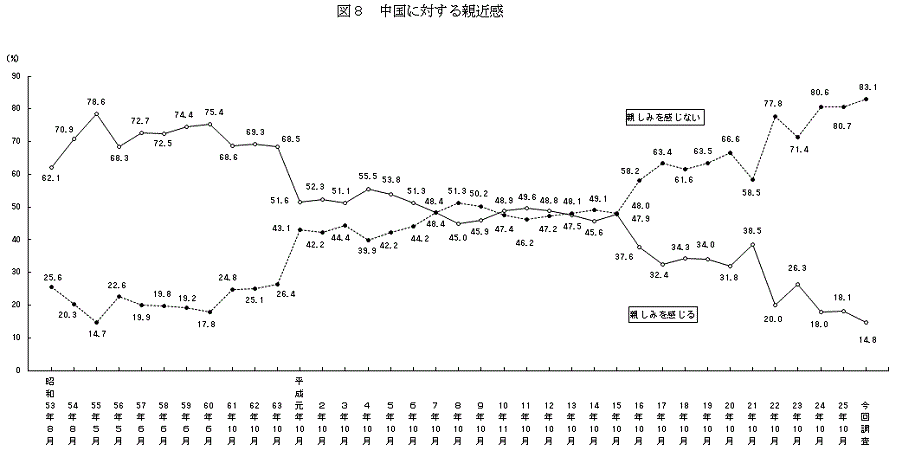 図8 中国に対する親近感
(%)
90
80
70
60
50
40
30
20
10
0
親しみを感じない
親しみを感じる
62.1 70.9 78.6 68.3 72.7 72.5 74.4 75.4 68.6 69.3 68.5 51.6 52.3 51.1 55.5 53.8 51.3 48.4 45.0 45.9 48.9 49.6 48.8 47.5 45.6 47.9 37.6 32.4 34.3 34.0 31.8 38.5 20.0 26.3 18.0 18.1 14.8
25.6 20.3 14.7 22.6 19.9 19.8 19.2 17.8 24.8 25.1 26.4 43.1 42.2 44.4 39.9 42.2 44.2 48.4 51.3 50.2 47.4 46.2 47.2 48.1 49.1 48.0 58.2 63.4 61.6 63.5 66.6 58.5 77.8 71.4 80.6 80.7 83.1
昭和53年8月
54年8月
55年5月
56年6月
57年6月
58年6月
59年6月
60年6月
61年10月
62年10月
63年10月
平成元年10月
2年10月
3年10月
4年10月
5年10月
6年10月
7年10月
8年10月
9年10月
10年11月
11年10月
12年10月
13年10月
14年10月
15年10月
16年10月
17年10月
18年10月
19年10月
20年10月
21年10月
22年10月
23年10月
24年10月
25年10月
今回調査